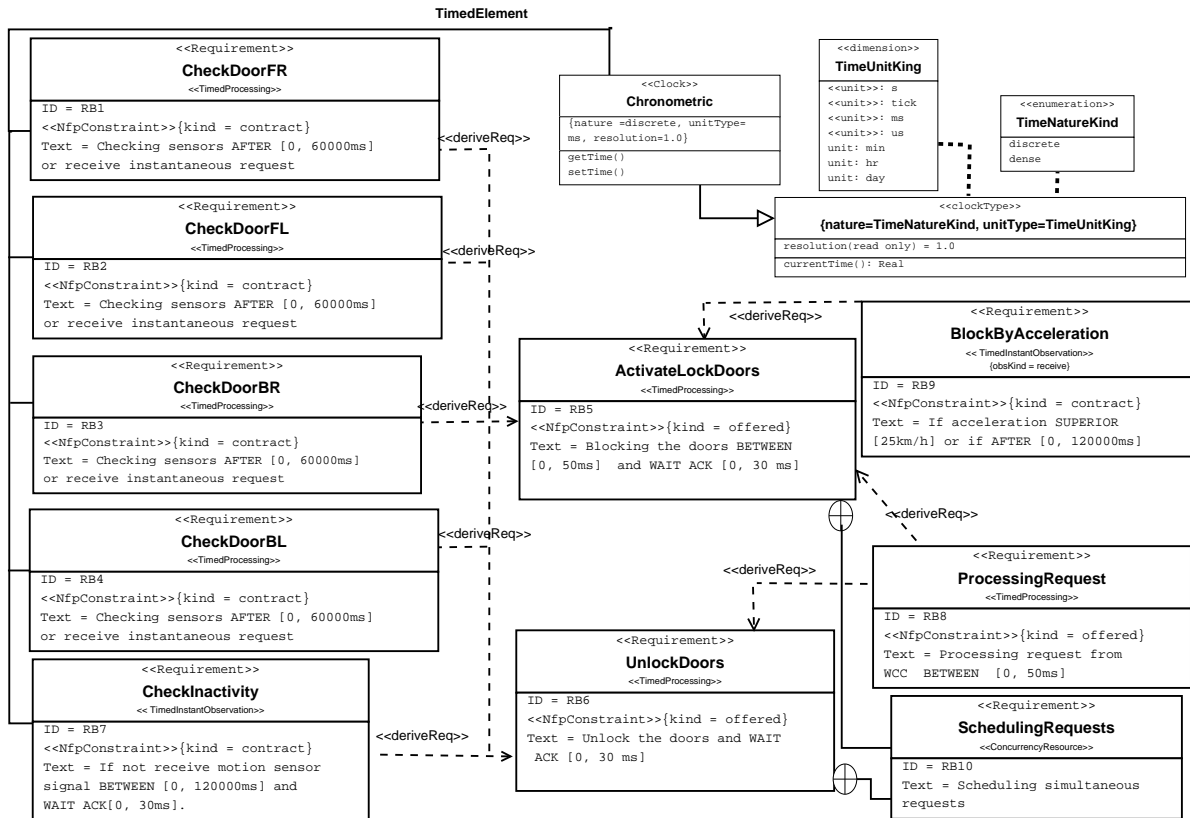 TimedElement
<<Requirement>>
CheckDoorFR
<<TimedProcessing>>
ID = RB1
<<NfpConstraint>>{kind = contract}
Text = Checking sensors AFTER [0, 60000ms]
or receive instantaneous request
<<deriveReq>>
<<Clock>>
Chronometric
{nature =discrete, unitType=
ms, resolution=1.0}
getTime()
setTime()
<<dimension>>
TimeUnitKing
<<unit>>: s
<<unit>>: tick
<<unit>>: ms
<<unit>>: us
unit: min
unit: hr
unit: day
<<enumeration>>
TimeNatureKind
discrete
dense
<<clockType>>
{nature=TimeNatureKind, unitType=TimeUnitKing}
resolution(read only) = 1.0
currentTime(): Real
<<Requirement>>
CheckDoorFL
<<TimedProcessing>>
ID = RB2
<<NfpConstraint>>{kind = contract}
Text = Checking sensors AFTER [0, 60000ms]
or receive instantaneous request
<<deriveReq>>
<<Requirement>>
CheckDoorBR
<<TimedProcessing>>
ID = RB3
<<NfpConstraint>>{kind = contract}
Text = Checking sensors AFTER [0, 60000ms]
or receive instantaneous request
<<deriveReq>>
<<Requirement>>
ActivateLockDoors
<<TimedProcessing>>
ID = RB5
<<NfpConstraint>>{kind = offered}
Text = Blocking the doors BETWEEN
[0, 50ms] and WAIT ACK [0, 30 ms]
<<deriveReq>>
<<Requirement>>
BlockByAcceleration
<< TimedInstantObservation>>
{obsKind = receive}
ID = RB9
<<NfpConstraint>>{kind = contract}
Text = If acceleration SUPERIOR
[25km/h] or if AFTER [0, 120000ms]
<<deriveReq>>
<<Requirement>>
CheckDoorBL
<<TimedProcessing>>
ID = RB4
<<NfpConstraint>>{kind = contract}
Text = Checking sensors AFTER [0, 60000ms]
or receive instantaneous request
<<deriveReq>>
<<deriveReq>>
<<Requirement>>
ProcessingRequest
<<TimedProcessing>>
ID = RB8
<<NfpConstraint>>{kind = offered}
Text = Processing request from
WCC BETWEEN [0, 50ms]
<<Requirement>>
CheckInactivity
<< TimedInstantObservation>>
ID = RB7
<<NfpConstraint>>{kind = contract}
Text = If not receive motion sensor
signal BETWEEN [0, 120000ms] and
WAIT ACK[0, 30ms].
<<deriveReq>>
<<Requirement>>
UnlockDoors
<<TimedProcessing>>
ID = RB6
<<NfpConstraint>>{kind = offered}
Text = Unlock the doors and WAIT
ACK [0, 30 ms]
<<Requirement>>
SchedulingRequests
<<ConcurrencyResource>>
ID = RB10
Text = Scheduling simultaneous
requests